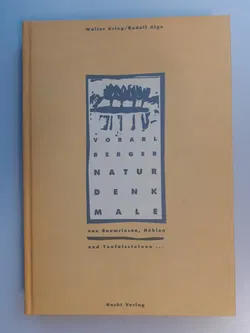 Walter Krieg/Rudolf Alge
VORARL
BERGER
NATUR
DENK
MALE
von Baumriesen, Höhlen
und Teufelssteinen ...
Hecht Verlag